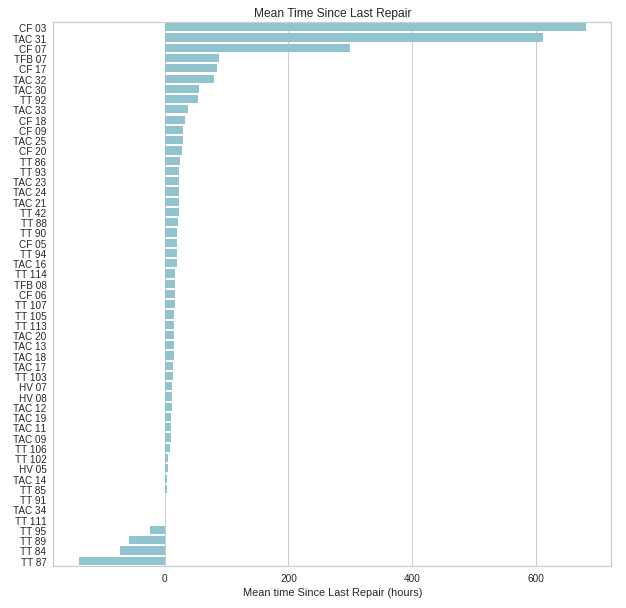 Mean Time Since Last Repair
CF 03
TAC 31
CF 07
TFB 07
CF 17
TAC 32
TAC 30
TT 92
TAC 33
CF 18
CF 09
TAC 25
CF 20
TT 86
TT 93
TAC 23
TAC 24
TAC 21
TT 42
TT 88
TT 90
CF 05
TT 94
TAC 16
TT 114
TFB 08
CF 06
TT 107
TT 105
TT 113
TAC 20
TAC 13
TAC 18
TAC 17
TT 103
HV 07
HV 08
TAC 12
TAC 19
TAC 11
TAC 09
TT 106
TT 102
HV 05
TAC 14
TT 85
TT 91
TAC 34
TT 111
TT 95
TT 89
TT 84
TT 87
0 200 400 600
Mean time Since Last Repair (hours)